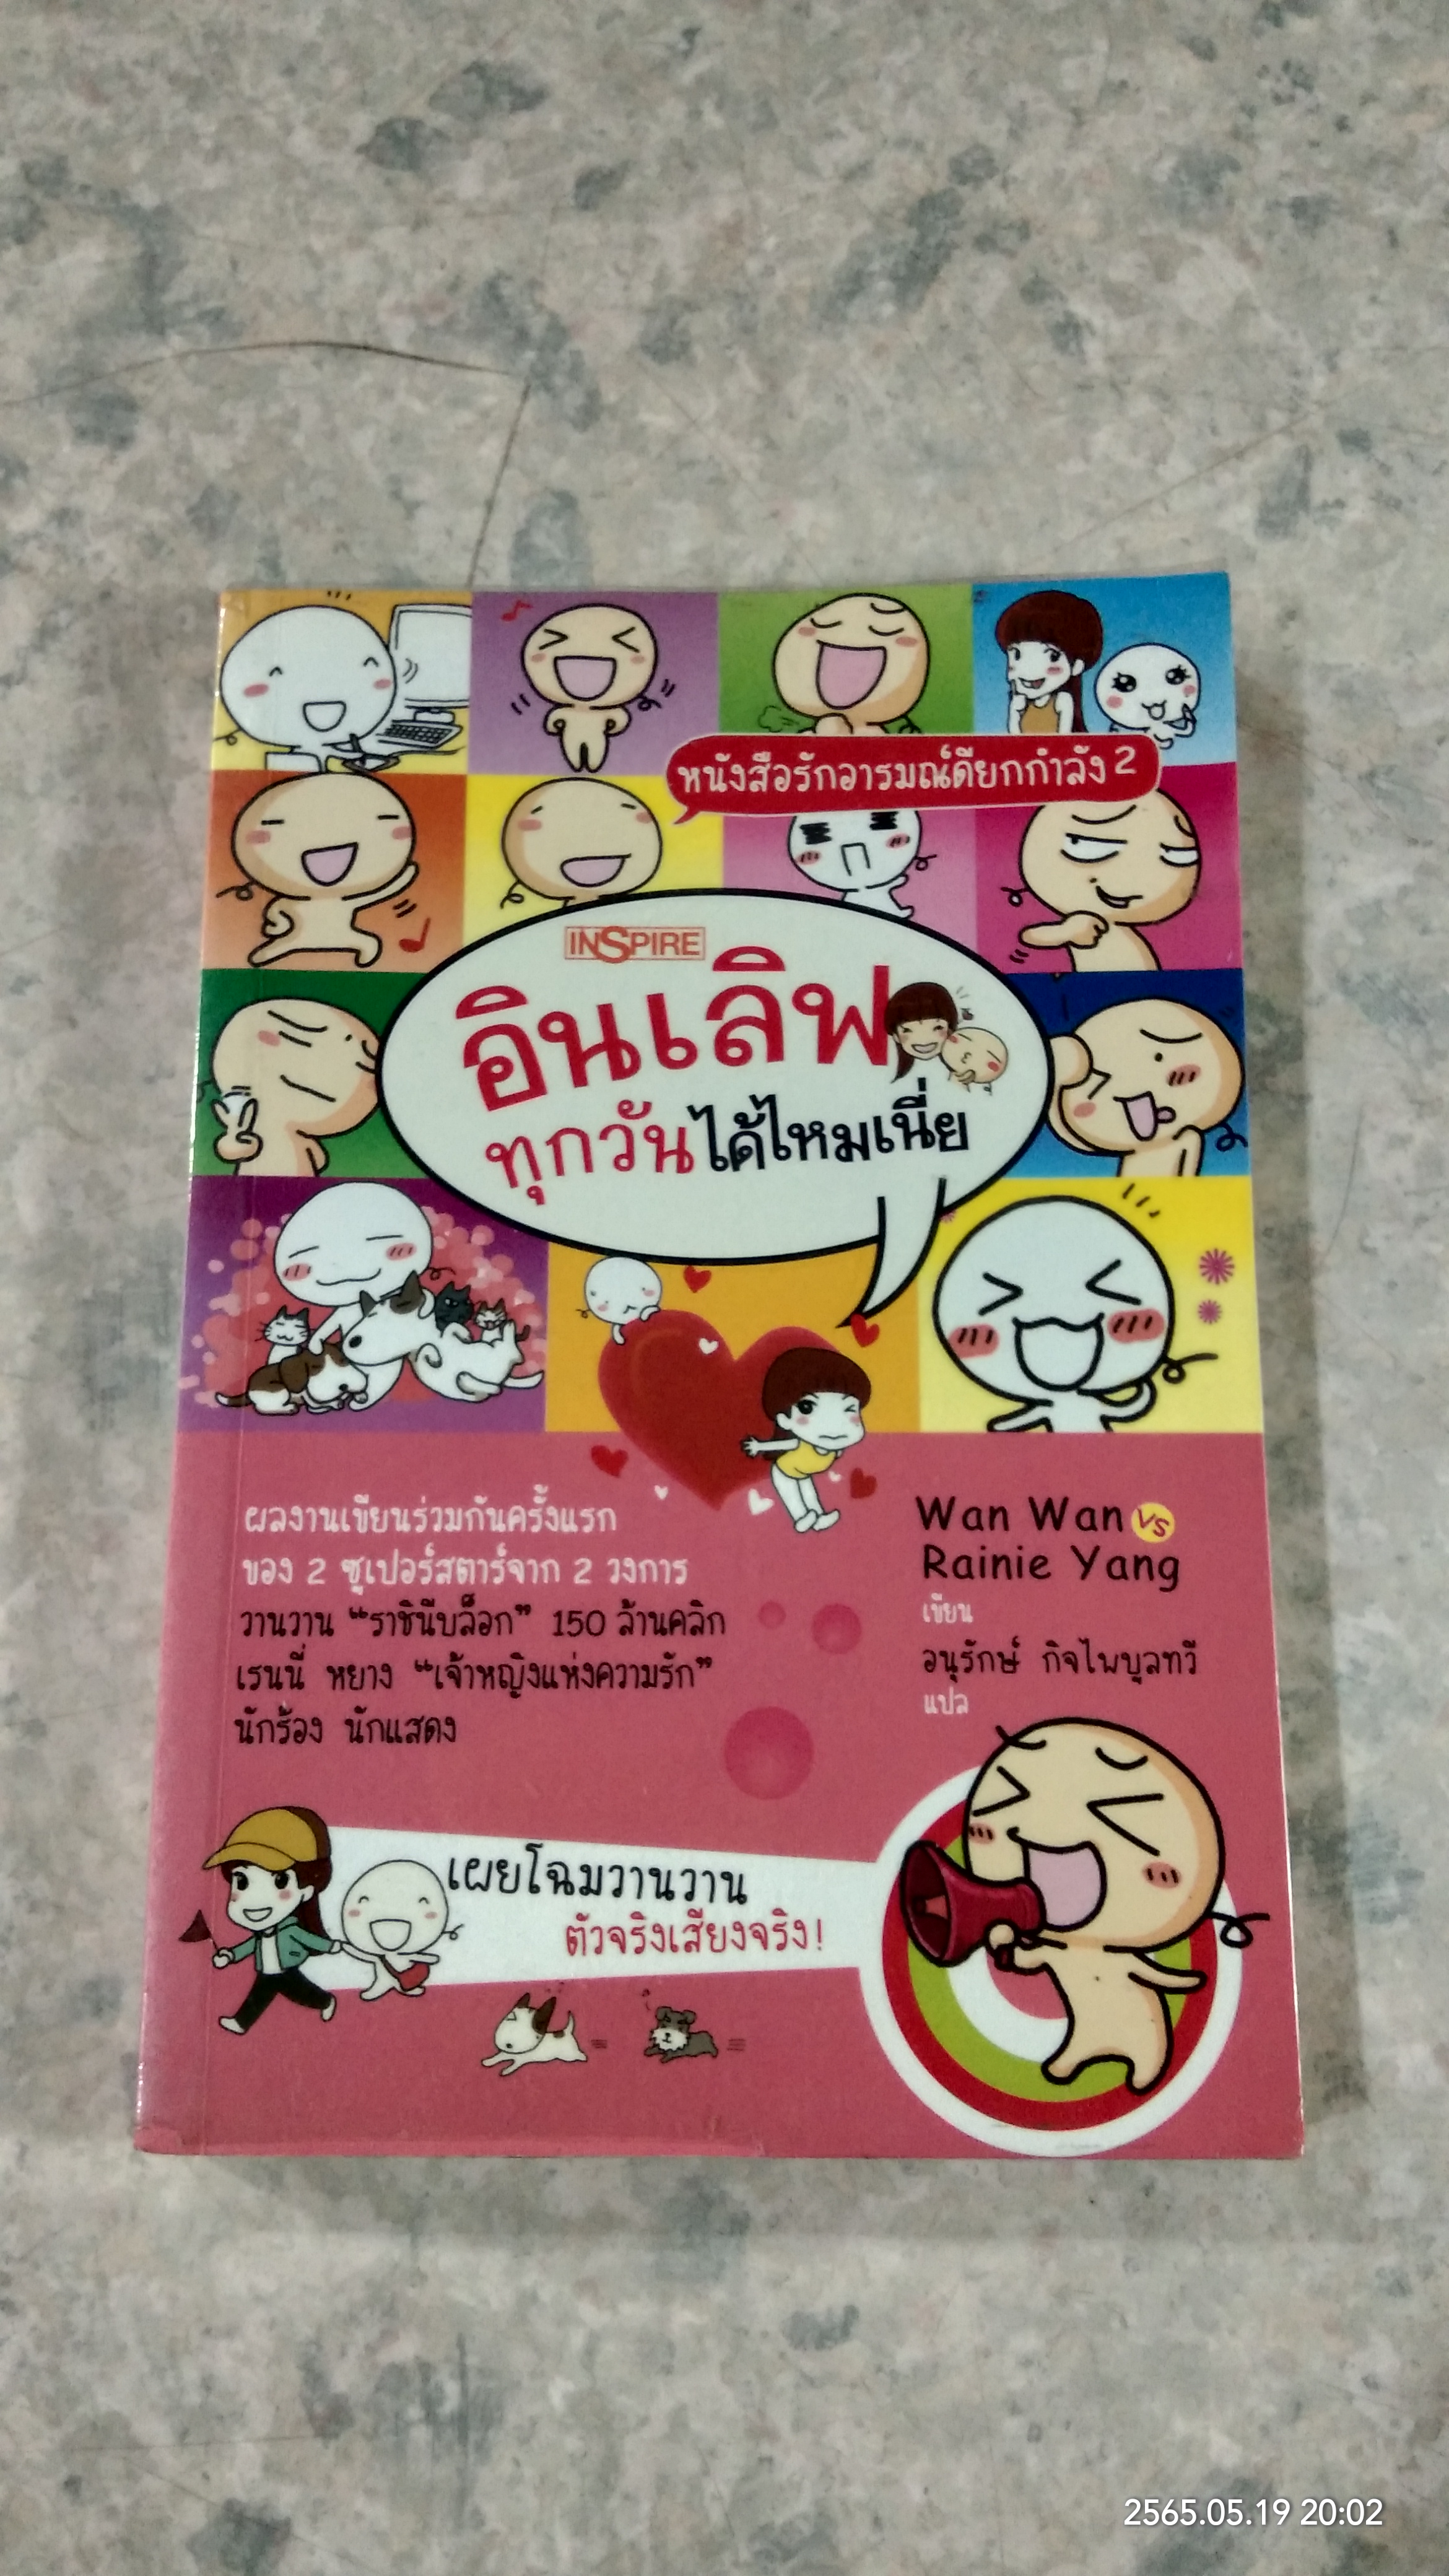 หนังสือรักอารมณ์ดียกกำลัง 2
INSPIRE
อินเลิฟ
ทุกวันได้ไหมเนี่ย
ผลงานเขียนร่วมกันครั้งแรก
ของ 2 ซูเปอร์สตาร์จาก 2 วงการ
วานวาน “ราชินีบล็อก” 150 ล้านคลิก
เรนนี่ หยาง “เจ้าหญิงแห่งความรัก”
นักร้อง นักแสดง
Wan Wan vs
Rainie Yang
เขียน
อนุรักษ์ กิจไพบูลทวี
แปล
เผยโฉมวานวาน
ตัวจริงเสียงจริง!
2565.05.19 20:02